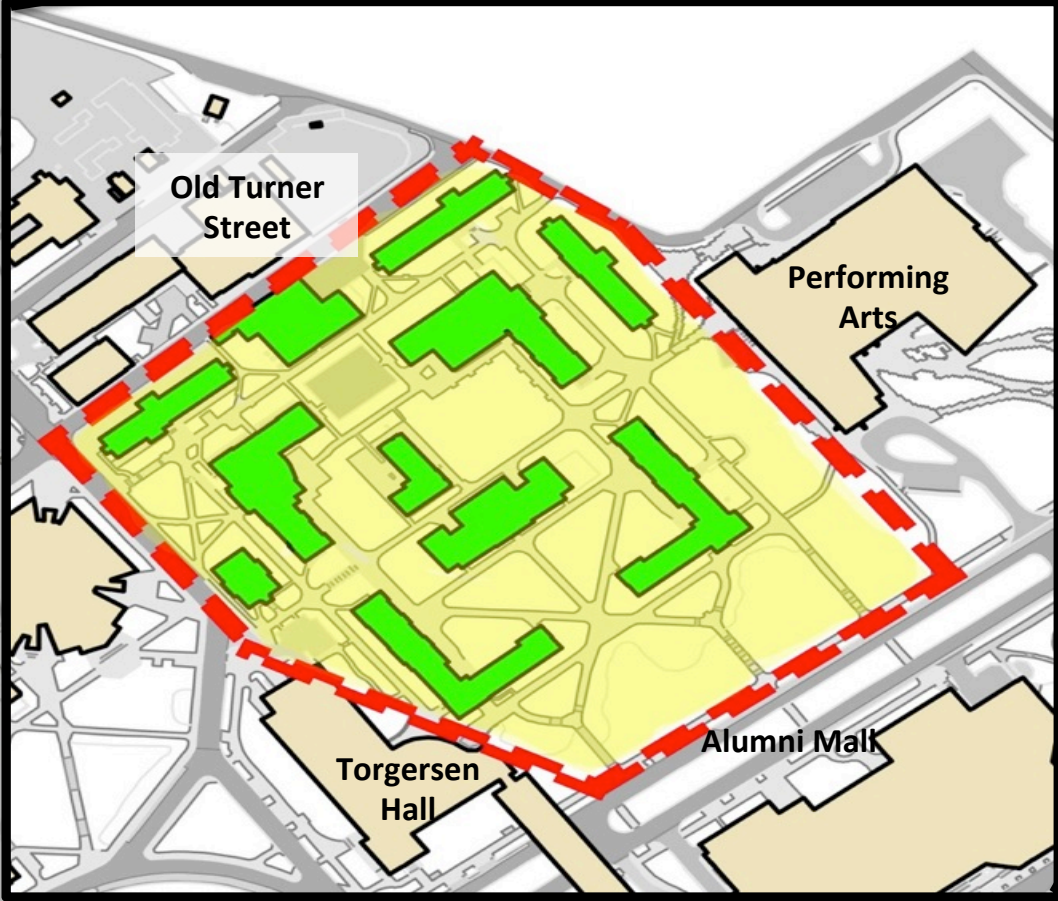 Old Turner
Street
Performing
Arts
Alumni Mall
Torgersen
Hall